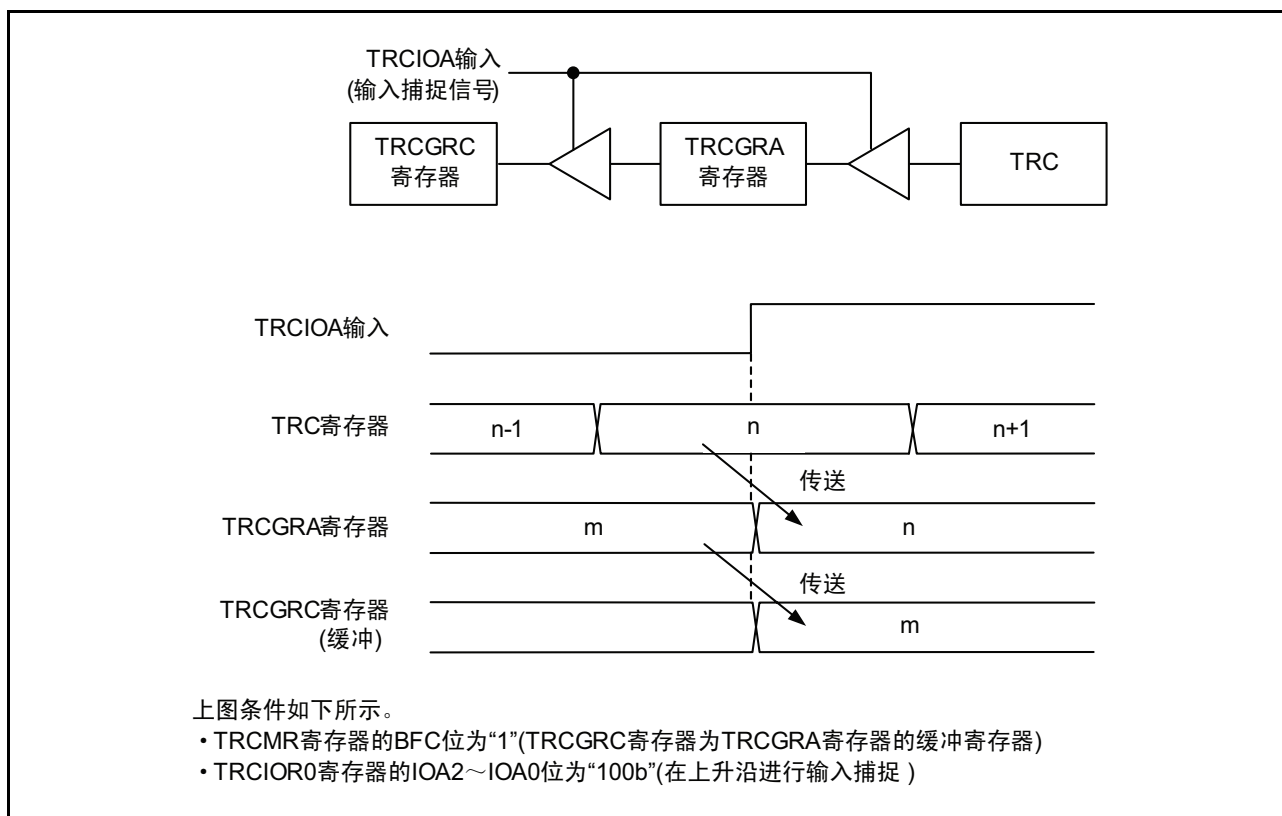 TRCIOA输入
(输入捕捉信号)
TRCGRC
寄存器
TRCGRA
寄存器
TRC
TRCIOA输入
TRC寄存器
n-1
n
n+1
传送
TRCGRA寄存器
m
n
传送
TRCGRC寄存器
(缓冲)
m
上图条件如下所示。
• TRCMR寄存器的BFC位为“1”(TRCGRC寄存器为TRCGRA寄存器的缓冲寄存器)
• TRCIOR0寄存器的IOA2～IOA0位为“100b”(在上升沿进行输入捕捉 )